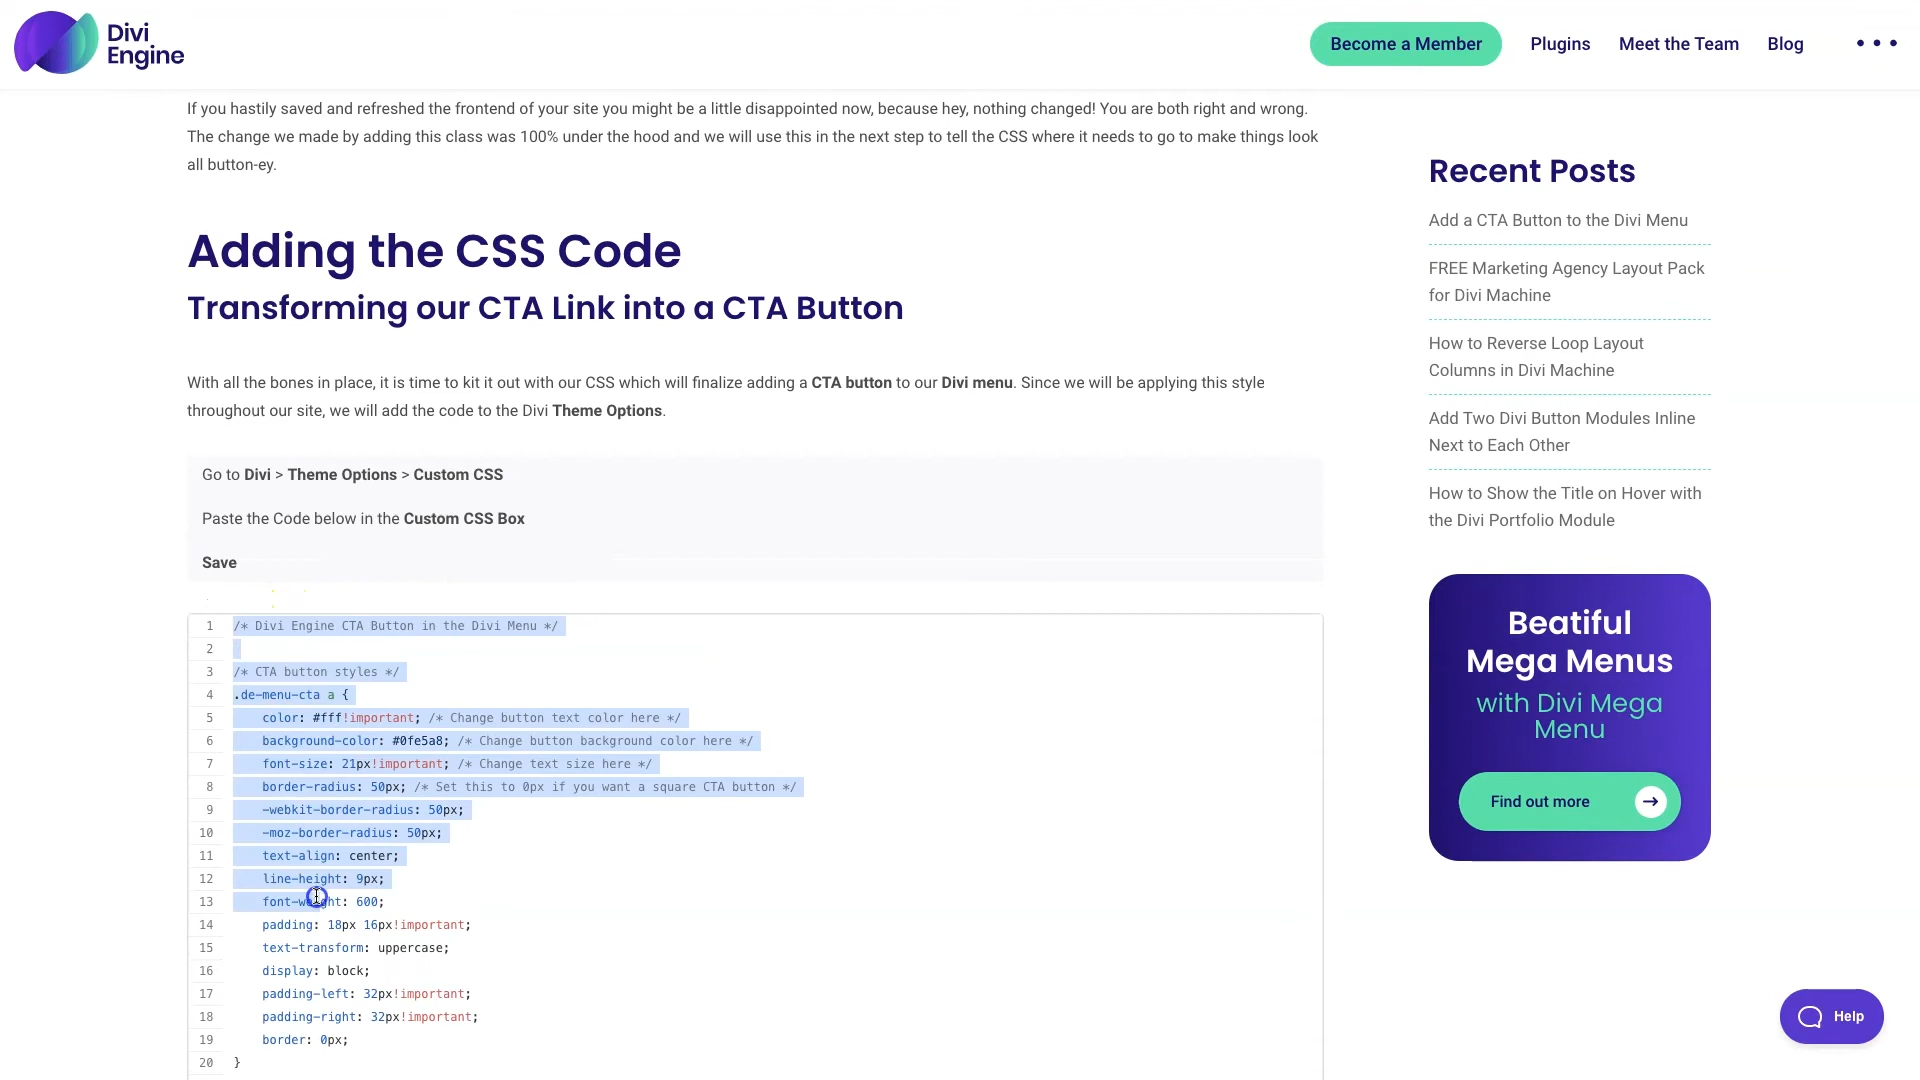 Divi
Engine
Become a Member
Plugins
Meet the Team
Blog
If you hastily saved and refreshed the frontend of your site you might be a little disappointed now, because hey, nothing changed! You are both right and wrong.
The change we made by adding this class was 100% under the hood and we will use this in the next step to tell the CSS where it needs to go to make things look
all button-ey.
Adding the CSS Code
Transforming our CTA Link into a CTA Button
With all the bones in place, it is time to kit it out with our CSS which will finalize adding a CTA button to our Divi menu. Since we will be applying this style
throughout our site, we will add the code to the Divi Theme Options.
Go to Divi > Theme Options > Custom CSS
Paste the Code below in the Custom CSS Box
Save
1 /* Divi Engine CTA Button in the Divi Menu */
2
3 /* CTA button styles */
4 .de-menu-cta a {
5 color: #fff!important; /* Change button text color here */
6 background-color: #0fe5a8; /* Change button background color here */
7 font-size: 21px!important; /* Change text size here */
8 border-radius: 50px; /* Set this to 0px if you want a square CTA button */
9 -webkit-border-radius: 50px;
10 -moz-border-radius: 50px;
11 text-align: center;
12 line-height: 9px;
13 font-weight: 600;
14 padding: 18px 16px!important;
15 text-transform: uppercase;
16 display: block;
17 padding-left: 32px!important;
18 padding-right: 32px!important;
19 border: 0px;
20 }
Recent Posts
Add a CTA Button to the Divi Menu
FREE Marketing Agency Layout Pack
for Divi Machine
How to Reverse Loop Layout
Columns in Divi Machine
Add Two Divi Button Modules Inline
Next to Each Other
How to Show the Title on Hover with
the Divi Portfolio Module
Beatiful
Mega Menus
with Divi Mega
Menu
Find out more
Help